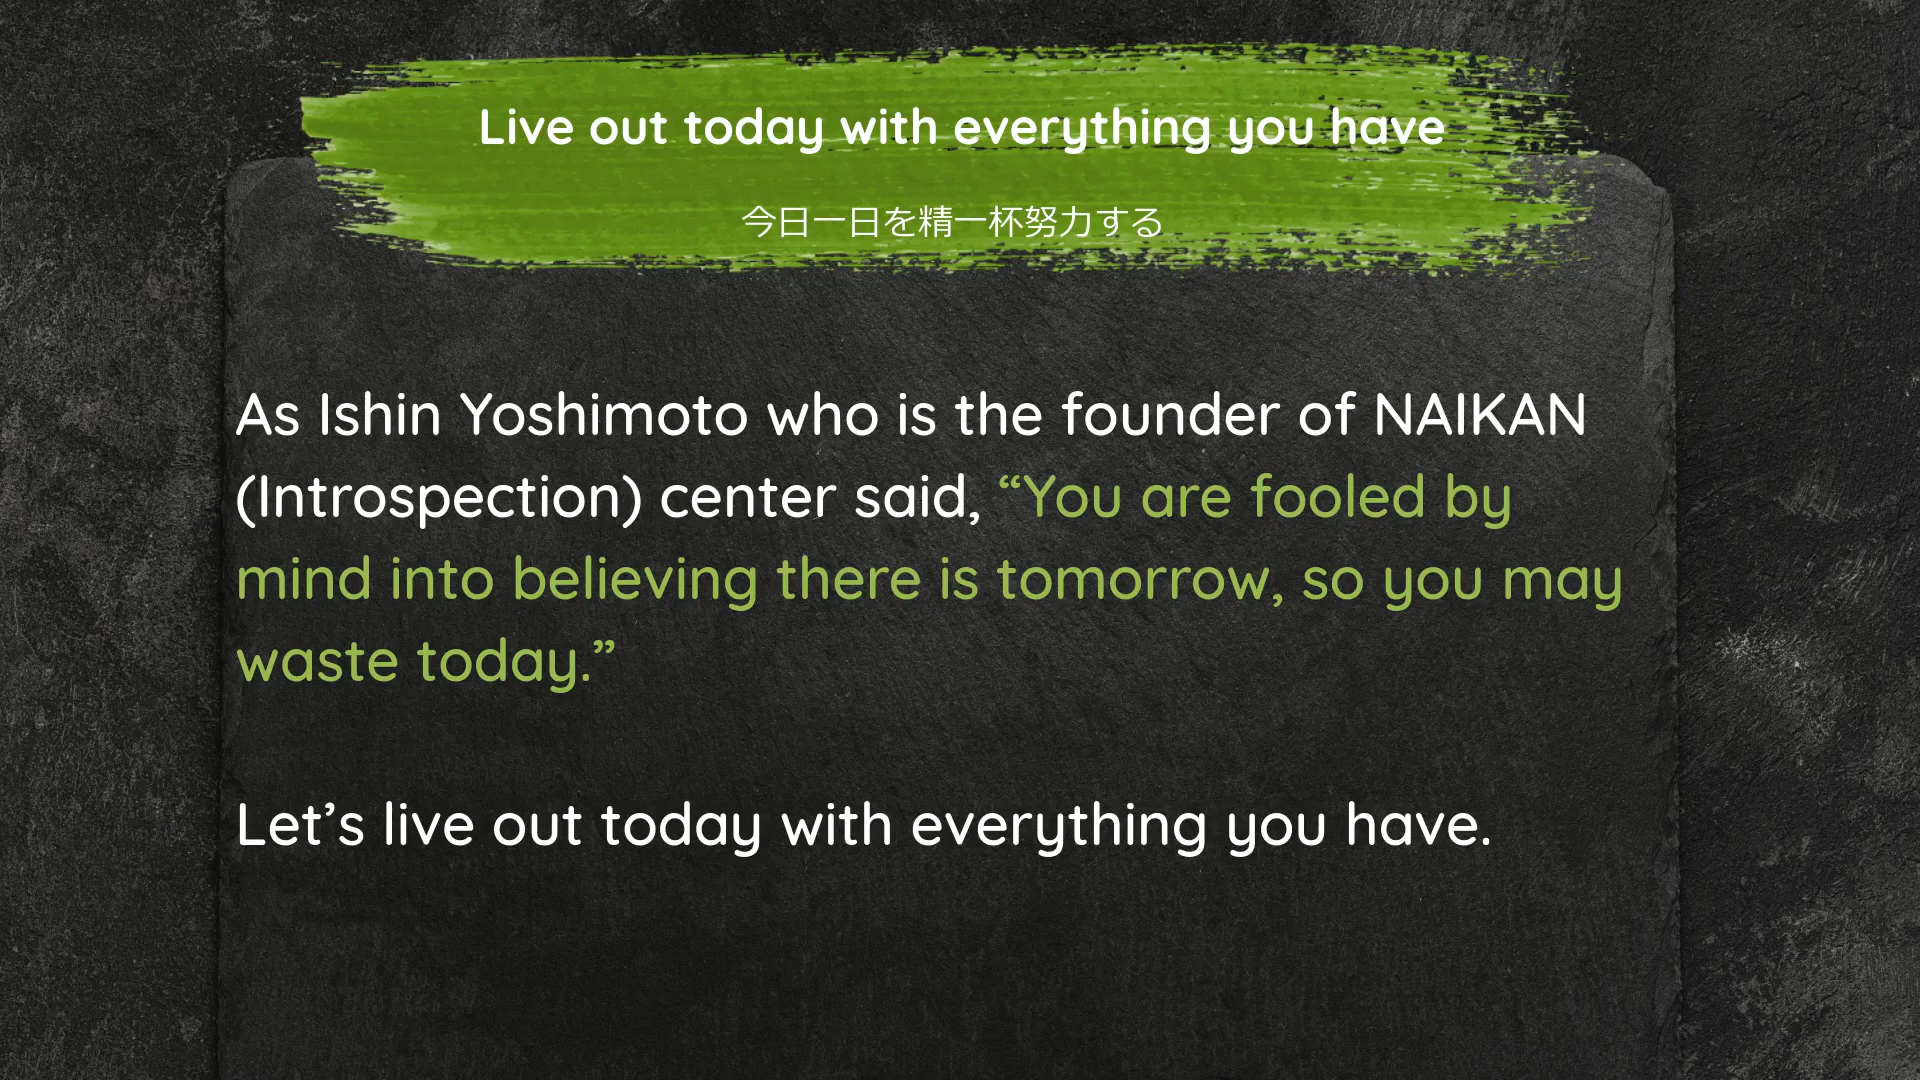 Live out today with everything you have
今日一日を精一杯努力する
As Ishin Yoshimoto who is the founder of NAIKAN
(Introspection) center said, “You are fooled by
mind into believing there is tomorrow, so you may
waste today.”
Let’s live out today with everything you have.